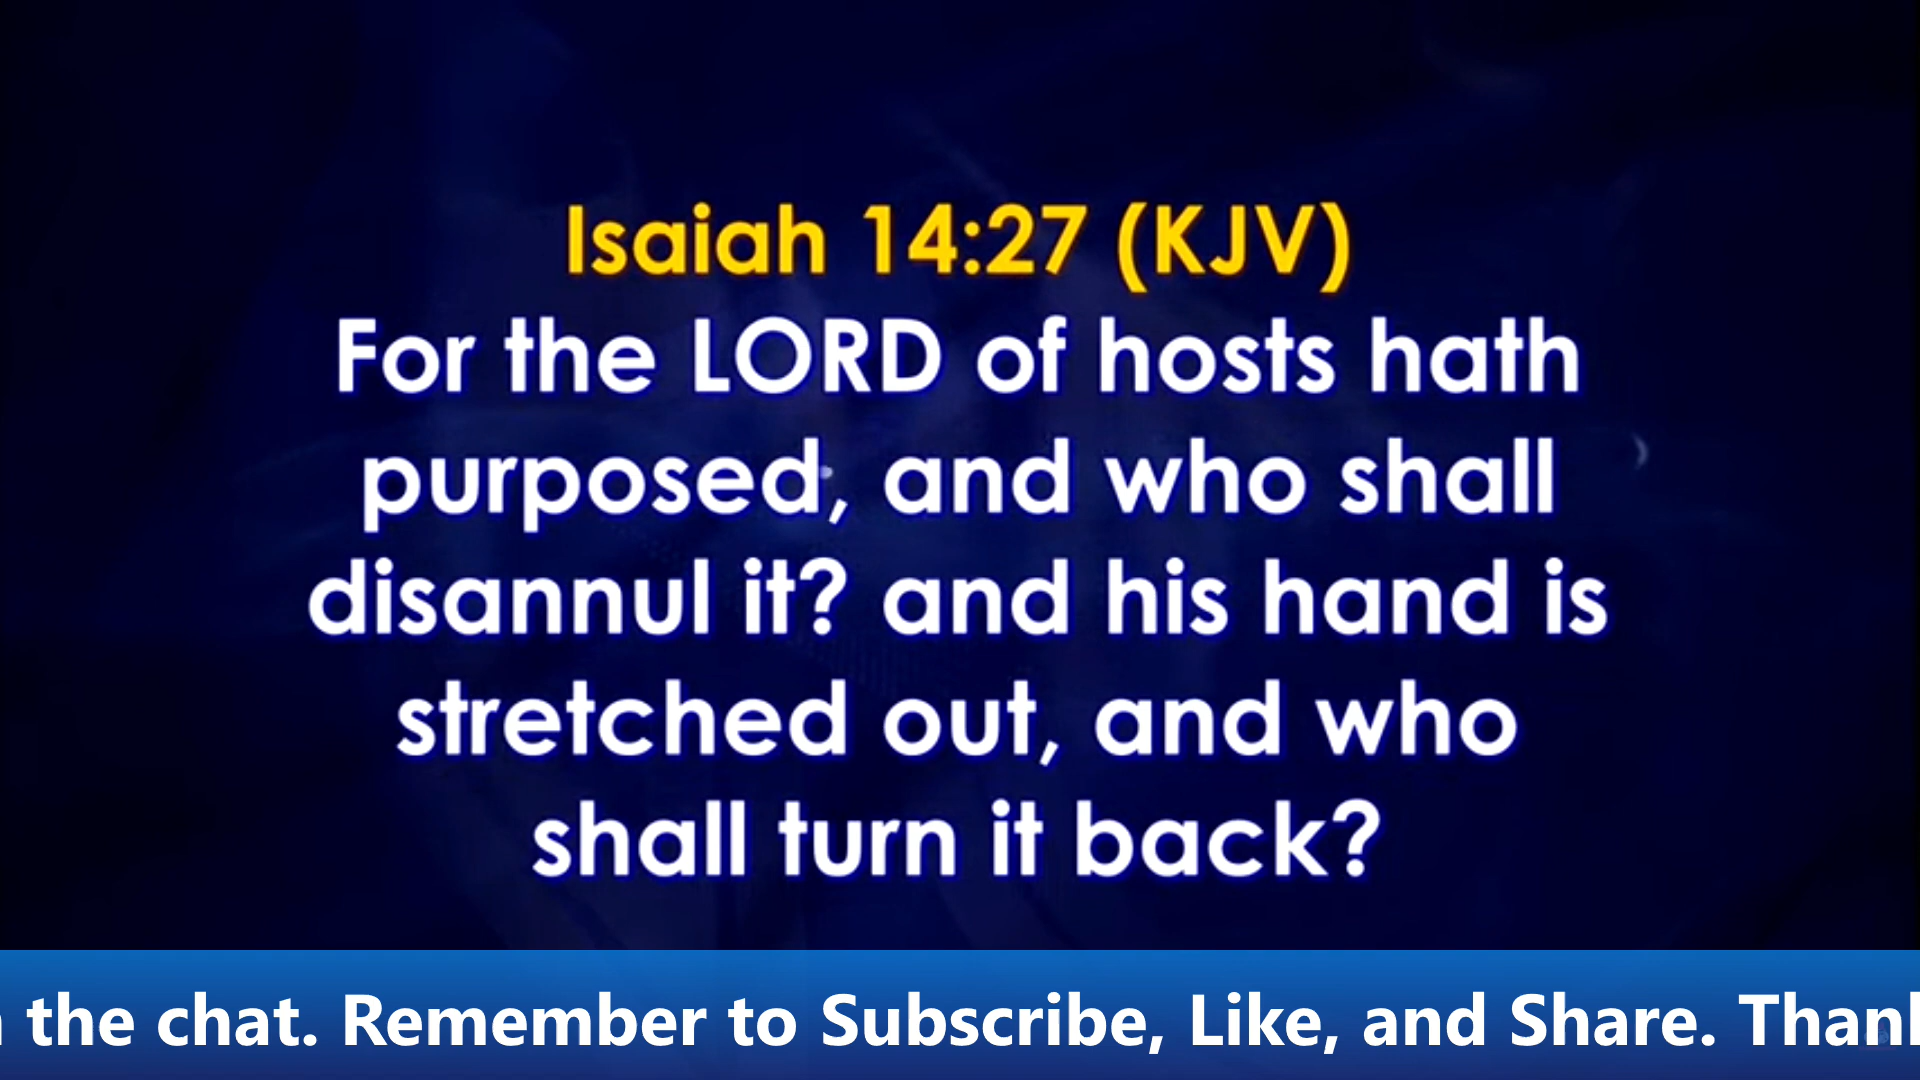 Isaiah 14:27 (KJV)
For the LORD of hosts hath
purposed, and who shall
disannul it? and his hand is
stretched out, and who
shall turn it back?
the chat. Remember to Subscribe, Like, and Share.